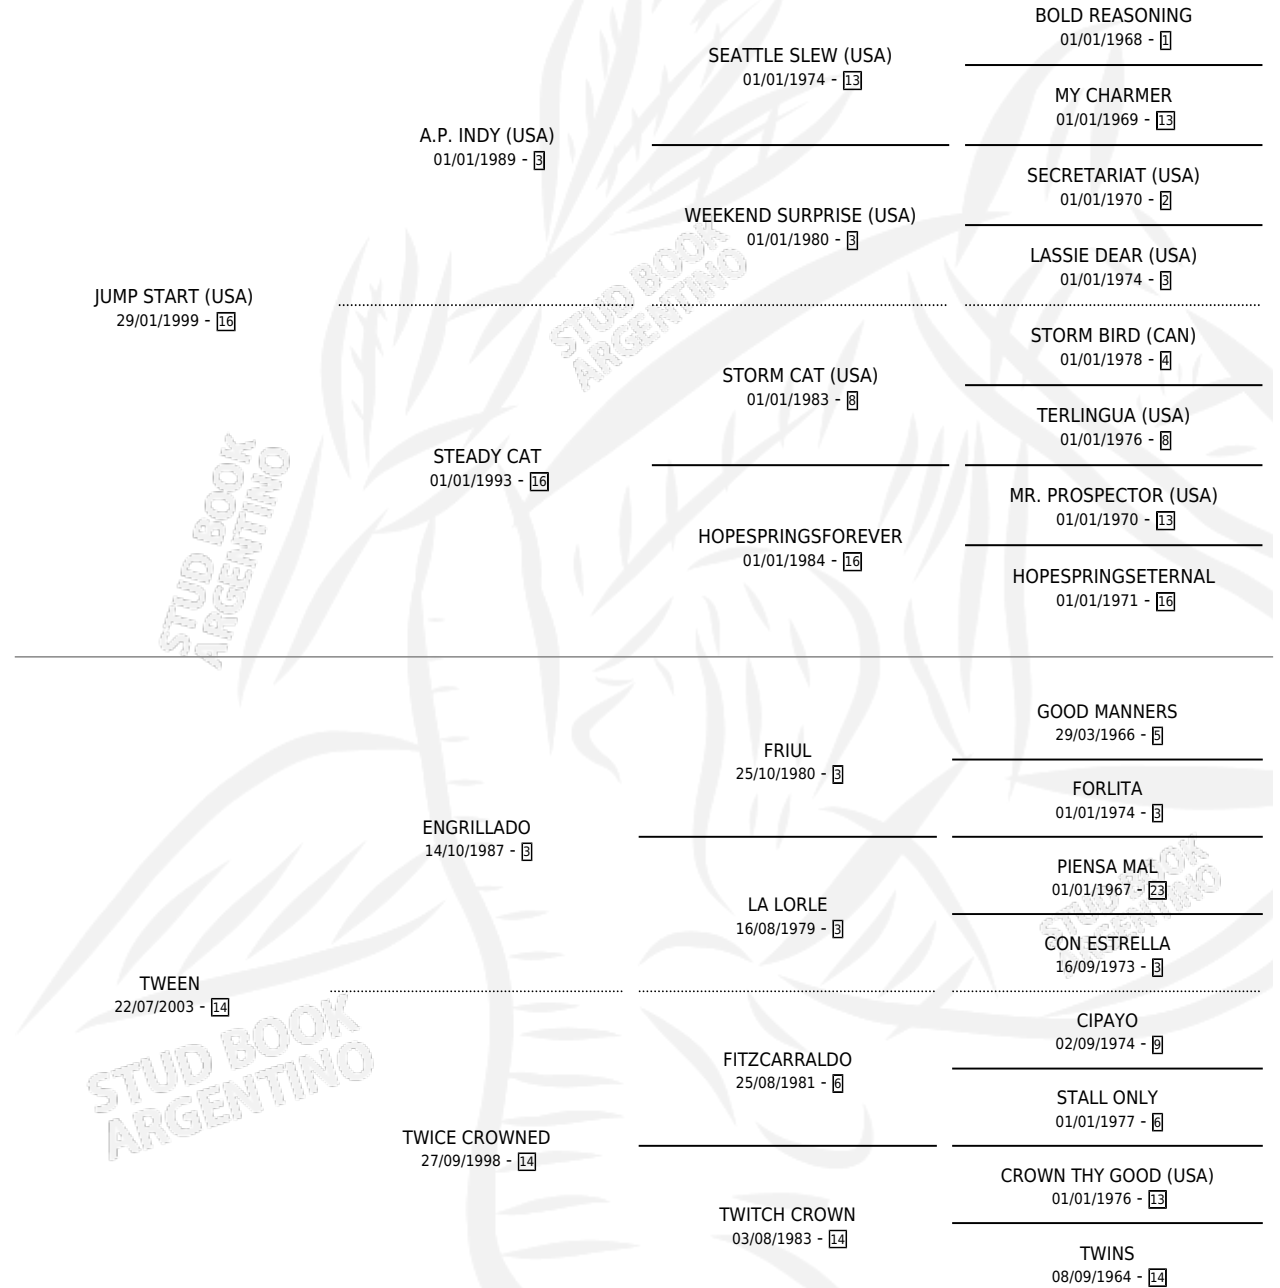 BOLD REASONING
01/01/1968 - 1
SEATTLE SLEW (USA)
01/01/1974 - 13
MY CHARMER
01/01/1969 - 13
A.P. INDY (USA)
01/01/1989 - 3
SECRETARIAT (USA)
01/01/1970 - 2
WEEKEND SURPRISE (USA)
01/01/1980 - 3
LASSIE DEAR (USA)
01/01/1974 - 3
JUMP START (USA)
29/01/1999 - 16
STORM BIRD (CAN)
01/01/1978 - 4
STORM CAT (USA)
01/01/1983 - 8
TERLINGUA (USA)
01/01/1976 - 8
STEADY CAT
01/01/1993 - 16
MR. PROSPECTOR (USA)
01/01/1970 - 13
HOPESPRINGSFOREVER
01/01/1984 - 16
HOPESPRINGSETERNAL
01/01/1971 - 16
GOOD MANNERS
29/03/1966 - 5
FRIUL
25/10/1980 - 3
FORLITA
01/01/1974 - 3
ENGRILLADO
14/10/1987 - 3
PIENSA MAL
01/01/1967 - 23
LA LORLE
16/08/1979 - 3
CON ESTRELLA
16/09/1973 - 3
TWEEN
22/07/2003 - 14
CIPAYO
02/09/1974 - 9
FITZCARRALDO
25/08/1981 - 6
STALL ONLY
01/01/1977 - 6
TWICE CROWNED
27/09/1998 - 14
CROWN THY GOOD (USA)
01/01/1976 - 13
TWITCH CROWN
03/08/1983 - 14
TWINS
08/09/1964 - 14
STUD BOOK
ARGENTINO
STUD BOOK
ARGENTINO
STUD BOOK
ARGENTINO
STUD BOOK
ARGENTINO